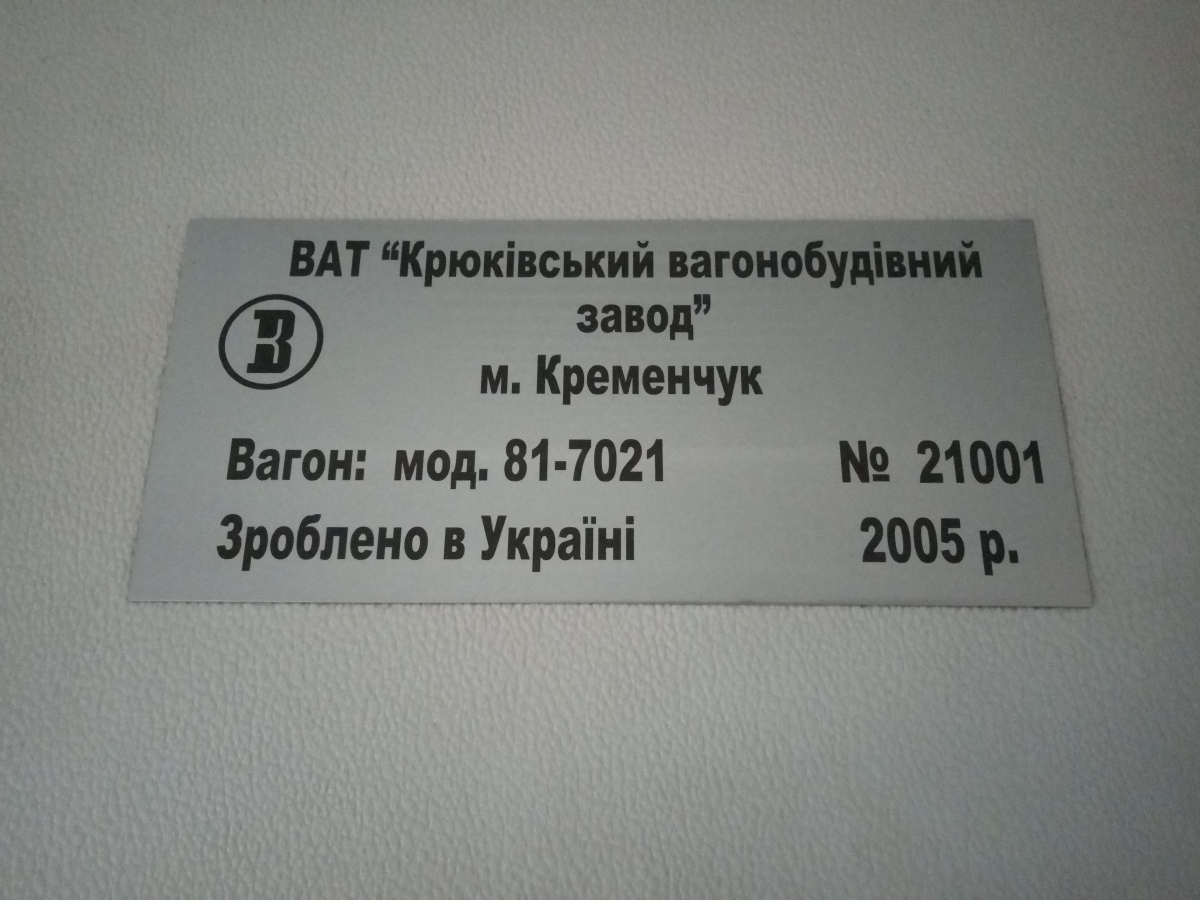 ВАТ “Крюківський вагонобудівний
завод”
В
м. Кременчук
Вагон: мод. 81-7021 № 21001
Зроблено в Україні 2005 р.